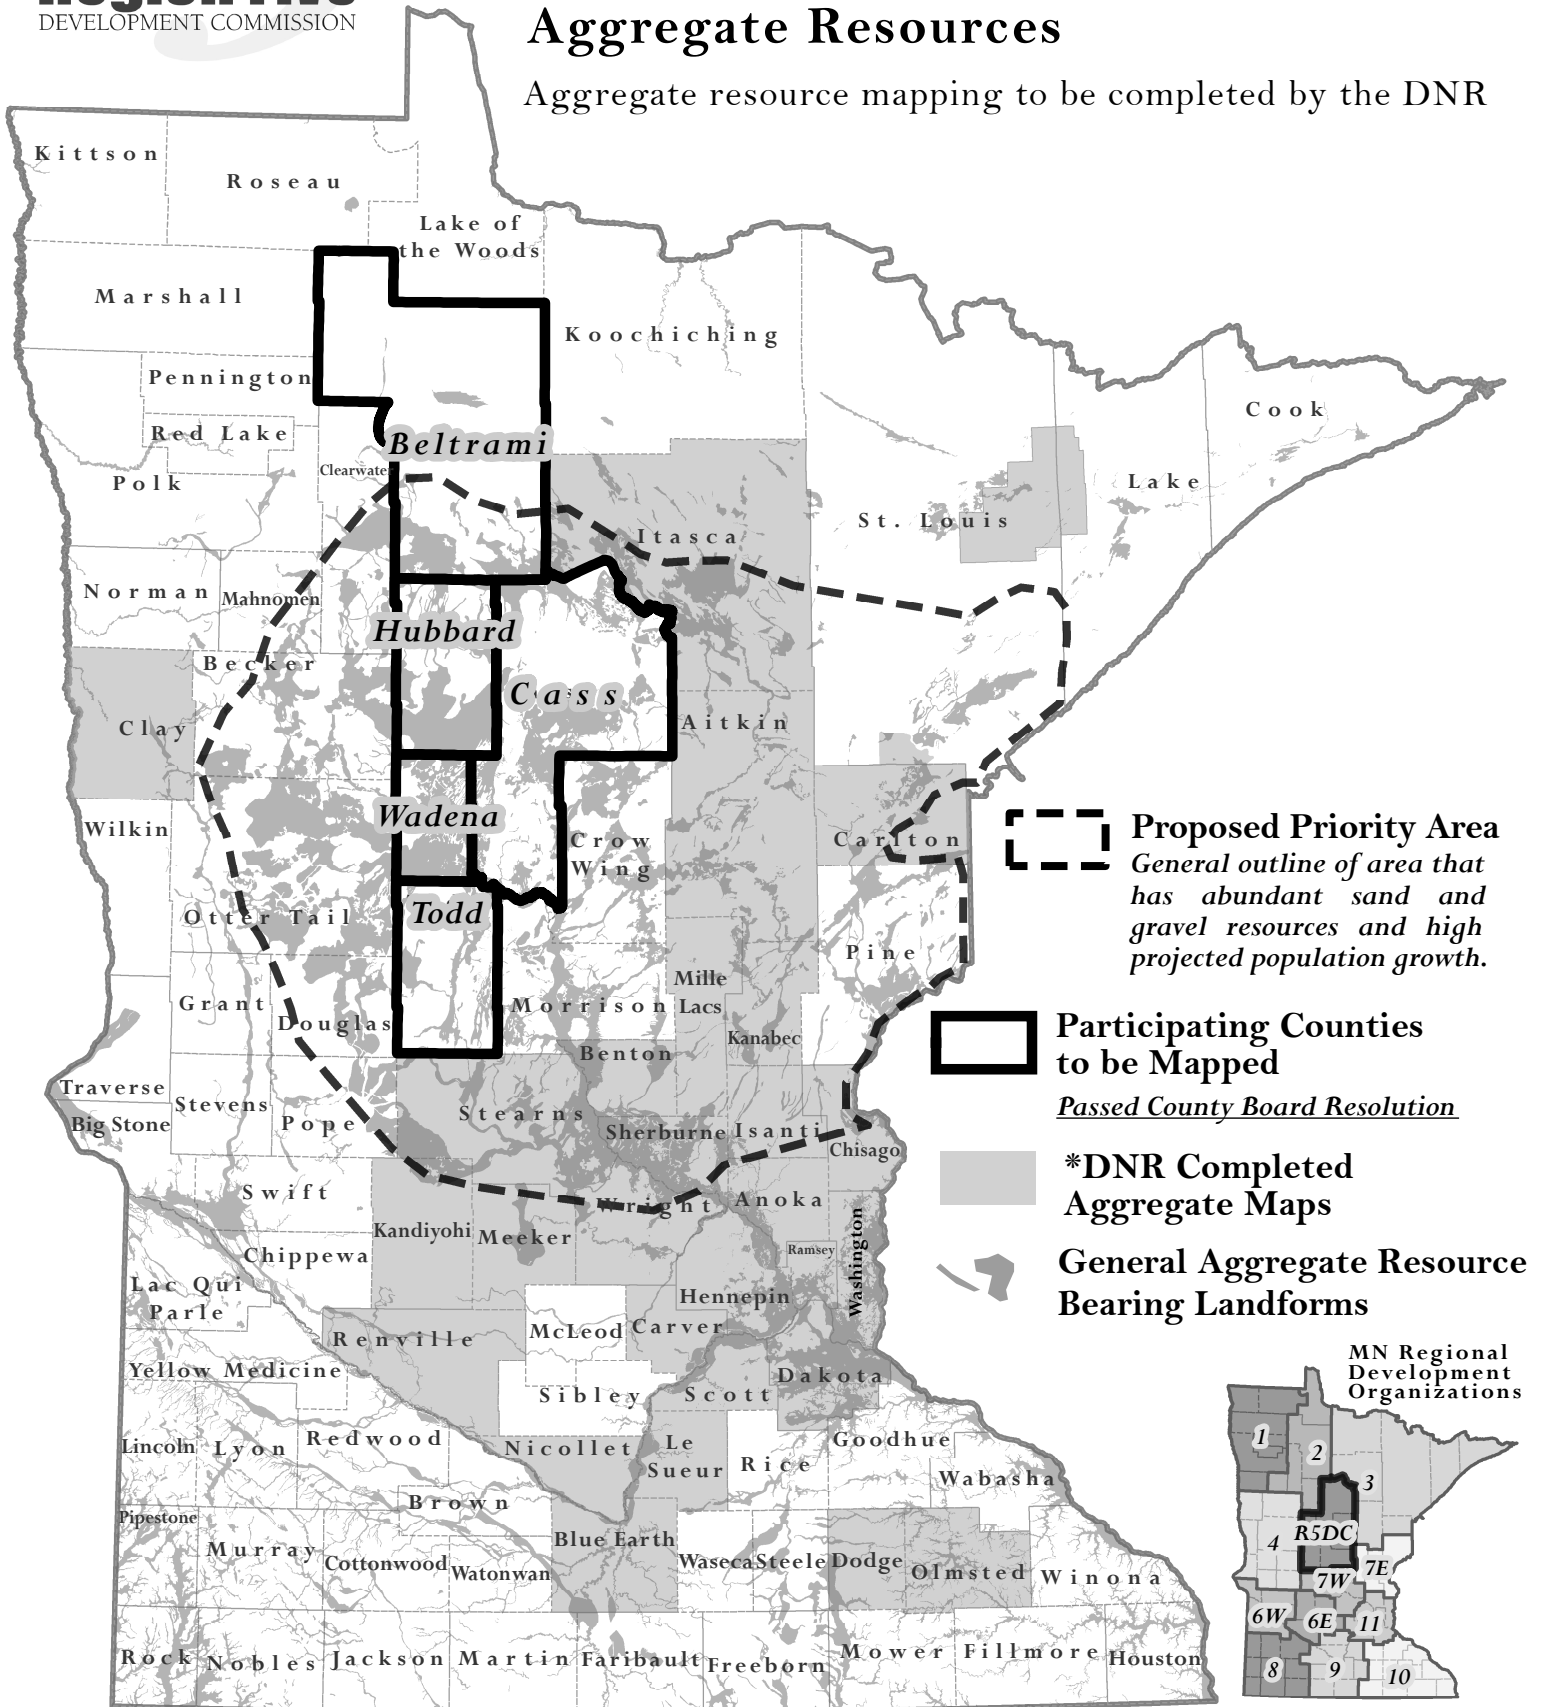 Region Five
DEVELOPMENT COMMISSION
Aggregate Resources
Aggregate resource mapping to be completed by the DNR
Kittson
Roseau
Lake of
the Woods
Marshall
Koochiching
Pennington
Red Lake
Beltrami
Clearwater
Polk
Cook
Lake
St. Louis
Itasca
Norman
Mahnomen
Hubbard
Becker
Cass
Clay
Aitkin
Wadena
Wilkin
Crow
Wing
Carlton
Otter Tail
Todd
Pine
Grant
Douglas
Morrison
Mille
Lacs
Kanabec
Benton
Traverse
Big Stone
Stevens
Pope
Stearns
Sherburne
Isanti
Chisago
Swift
Kandiyohi
Meeker
Wright
Anoka
Ramsey
Washington
Chippewa
Lac Qui
Parle
Hennepin
Renville
McLeod
Carver
Yellow Medicine
Sibley
Scott
Dakota
Lincoln
Lyon
Redwood
Nicollet
Le
Sueur
Rice
Goodhue
Wabasha
Pipestone
Murray
Cottonwood
Brown
Watonwan
Blue Earth
Waseca
Steele
Dodge
Olmsted
Winona
Rock
Nobles
Jackson
Martin
Faribault
Freeborn
Mower
Fillmore
Houston
Proposed Priority Area
General outline of area that
has abundant sand and
gravel resources and high
projected population growth.
Participating Counties
to be Mapped
Passed County Board Resolution
*DNR Completed
Aggregate Maps
General Aggregate Resource
Bearing Landforms
MN Regional
Development
Organizations
1
2
3
R5DC
4
7E
7W
6W
6E
11
8
9
10